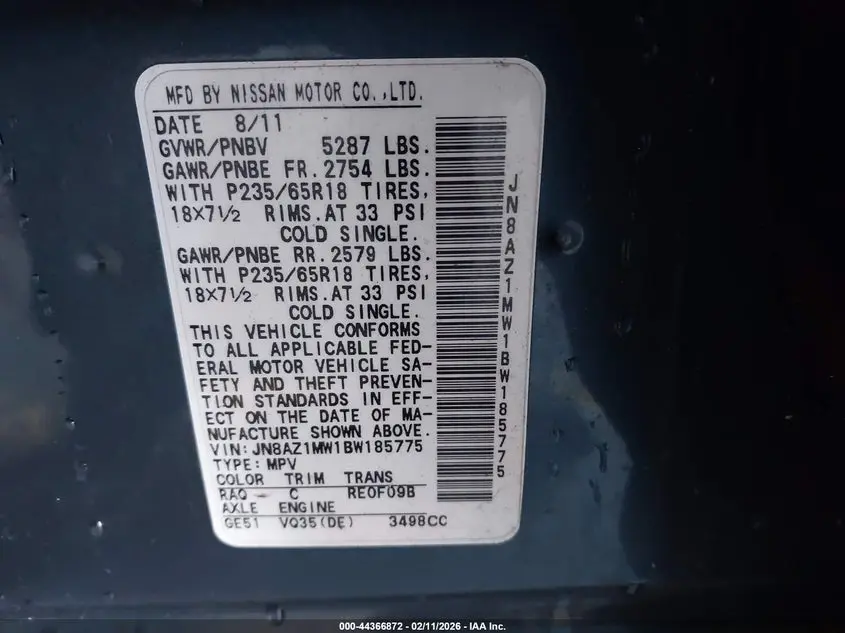 MFD BY NISSAN MOTOR CO.,LTD.
DATE 8/11
GVWR/PNBV 5287 LBS.
GAWR/PNBE FR. 2754 LBS.
WITH P235/65R18 TIRES,
18X7½ RIMS.AT 33 PSI
COLD SINGLE.
GAWR/PNBE RR. 2579 LBS.
WITH P235/65R18 TIRES,
18X7½ RIMS.AT 33 PSI
COLD SINGLE.
THIS VEHICLE CONFORMS
TO ALL APPLICABLE FED-
ERAL MOTOR VEHICLE SA-
FETY AND THEFT PREVEN-
TION STANDARDS IN EFF-
ECT ON THE DATE OF MA-
NUFACTURE SHOWN ABOVE.
VIN:JN8AZ1MW1BW185775
TYPE:MPV
COLOR TRIM TRANS
RAQ C RE0F09B
AXLE ENGINE
GE51 VQ35(DE) 3498CC
JN8AZ1MW1BW185775
000-44366872 - 02/11/2026 - IAA Inc.